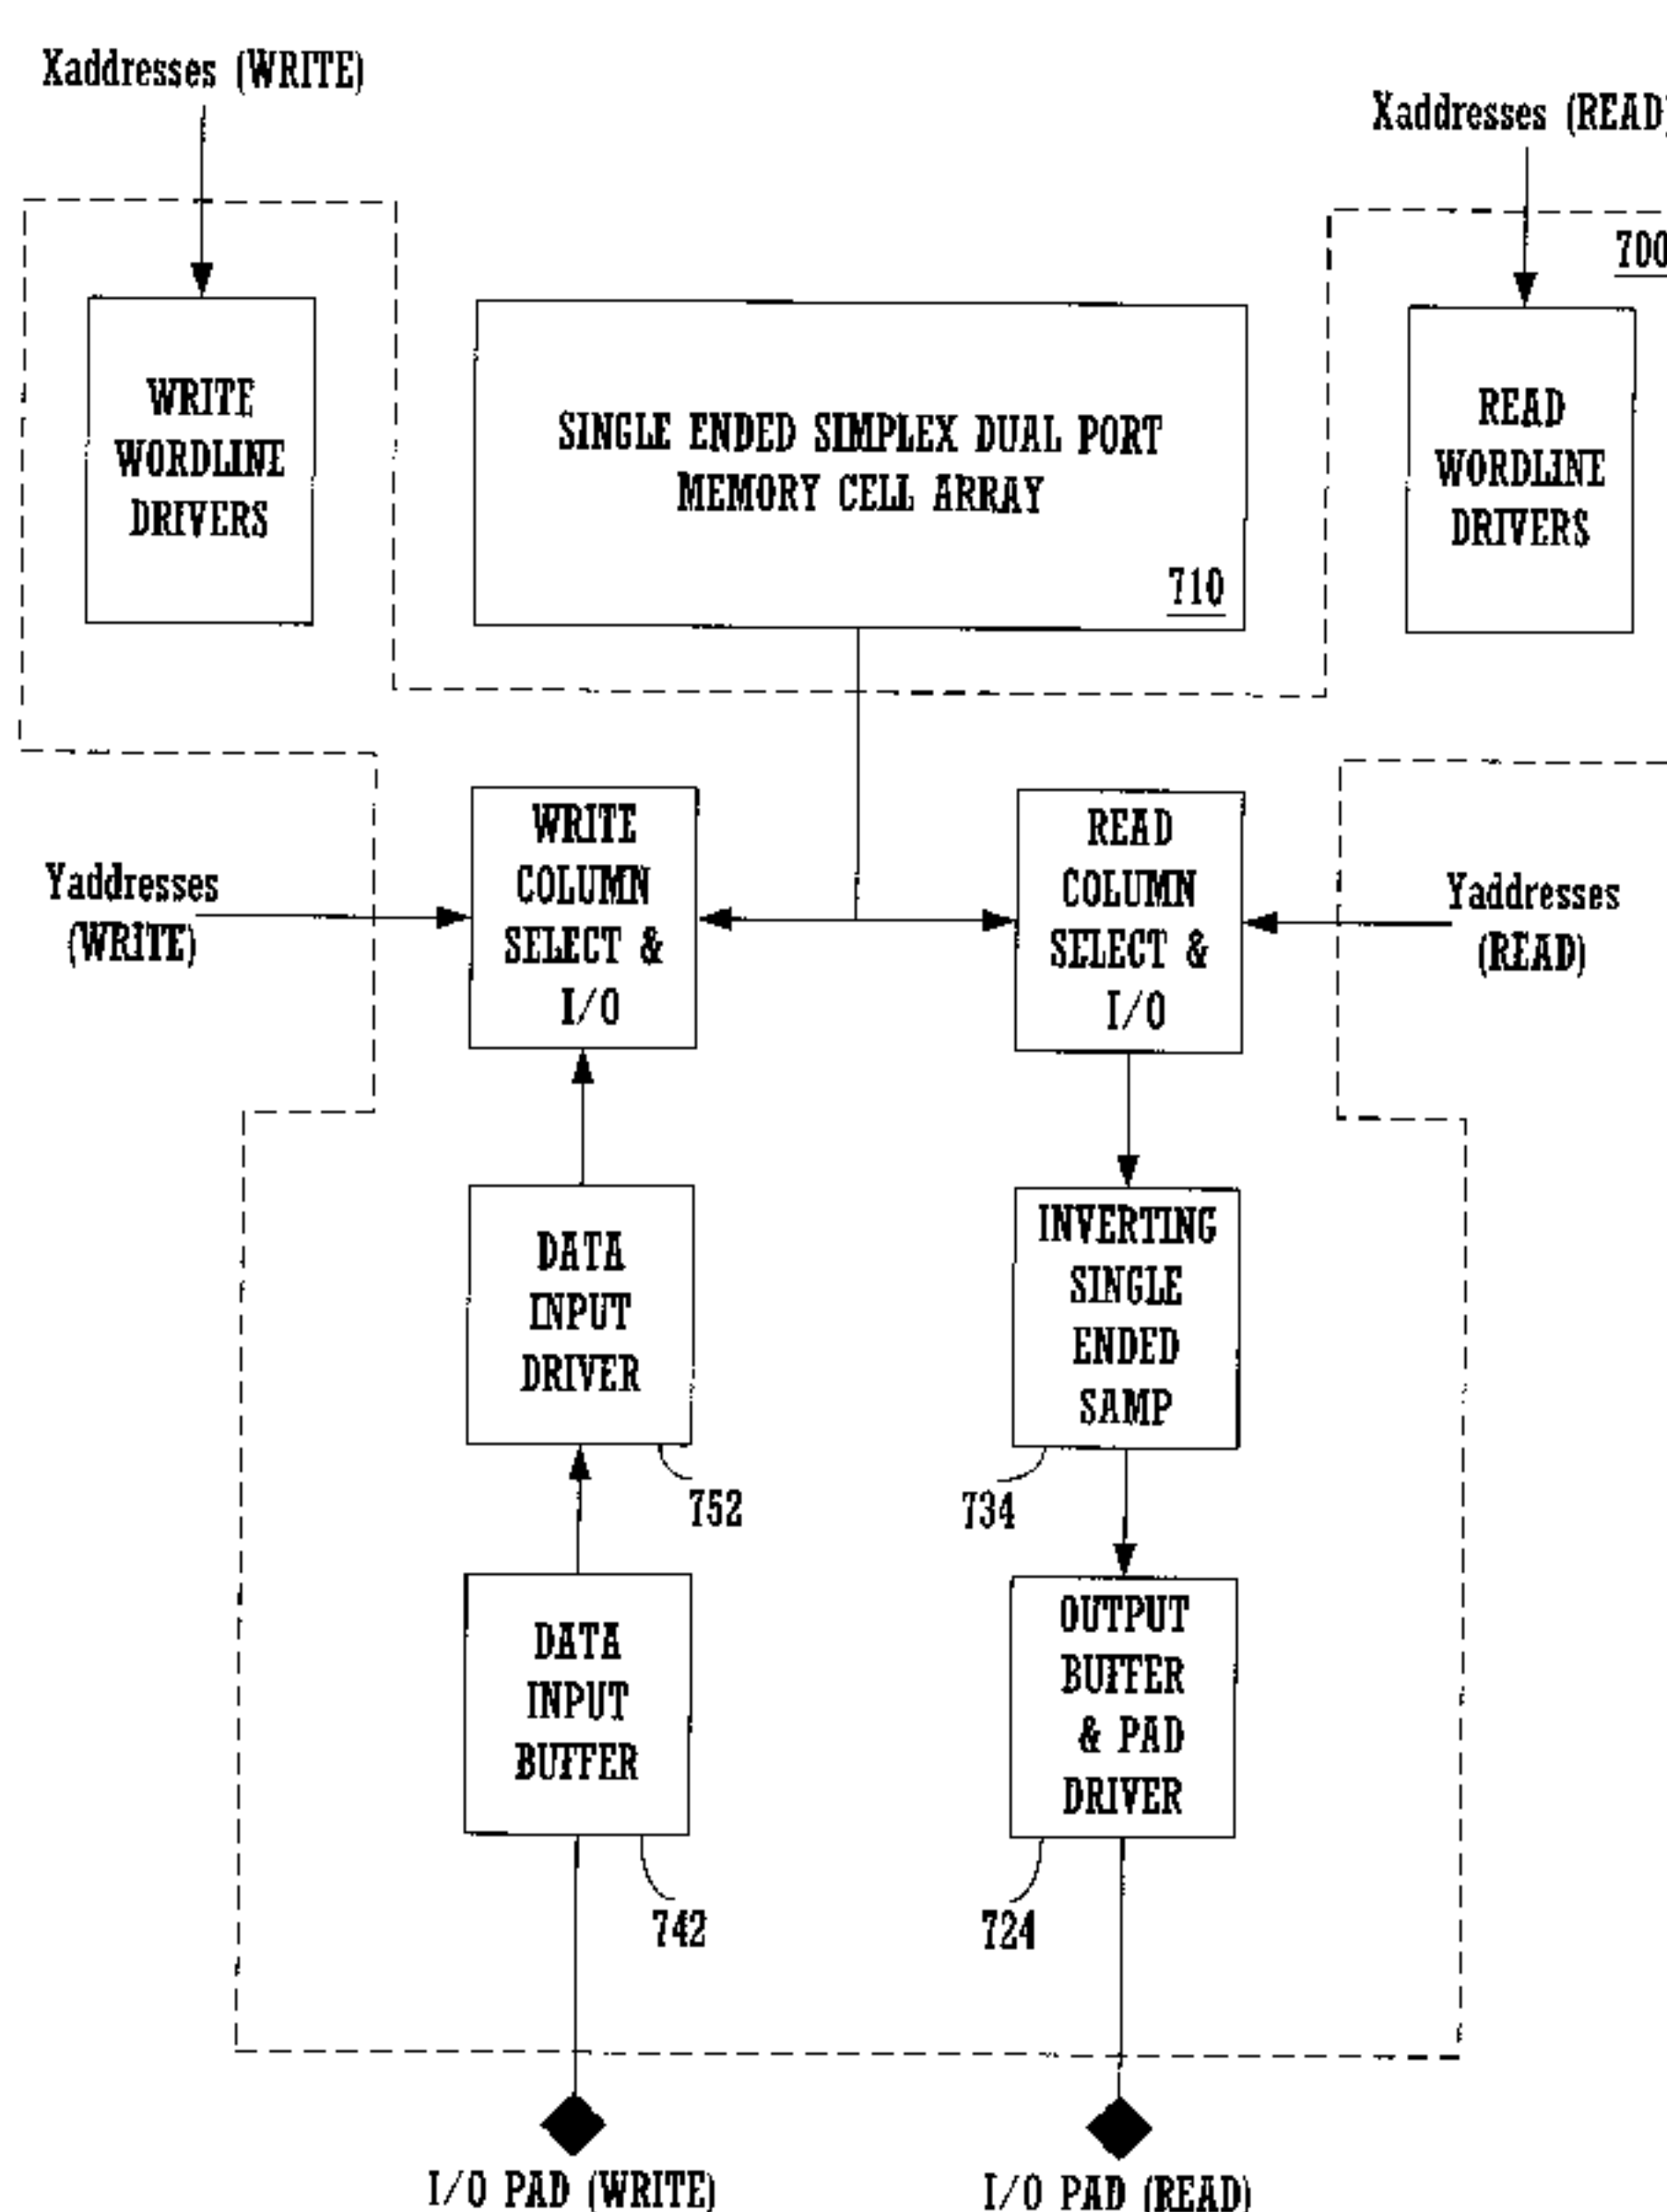 Xaddresses (WRITE)
Xaddresses (READ)
700
WRITE
WORDLINE
DRIVERS
SINGLE ENDED SIMPLEX DUAL PORT
MEMORY CELL ARRAY
710
READ
WORDLINE
DRIVERS
Yaddresses
(WRITE)
WRITE
COLUMN
SELECT &
I/O
READ
COLUMN
SELECT &
I/O
Yaddresses
(READ)
DATA
INPUT
DRIVER
752
INVERTING
SINGLE
ENDED
SAMP
734
DATA
INPUT
BUFFER
742
OUTPUT
BUFFER
& PAD
DRIVER
724
I/O PAD (WRITE)
I/O PAD (READ)